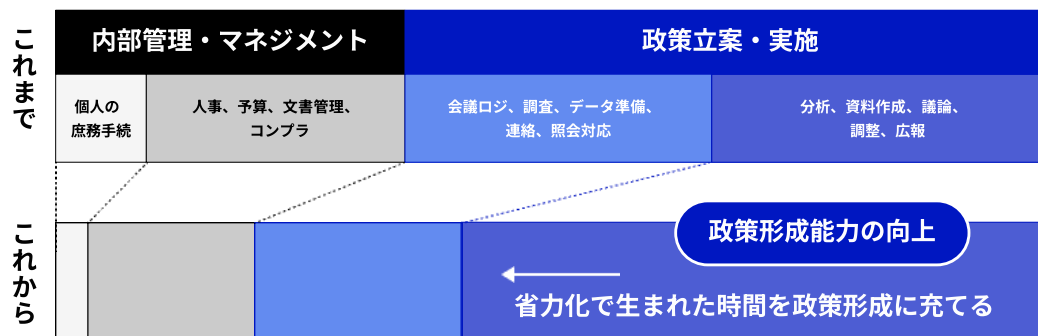 これまで
内部管理・マネジメント
政策立案・実施
個人の
庶務手続
人事、予算、文書管理、
コンプラ
会議ロジ、調査、データ準備、
連絡、照会対応
分析、資料作成、議論、
調整、広報
これから
政策形成能力の向上
省力化で生まれた時間を政策形成に充てる